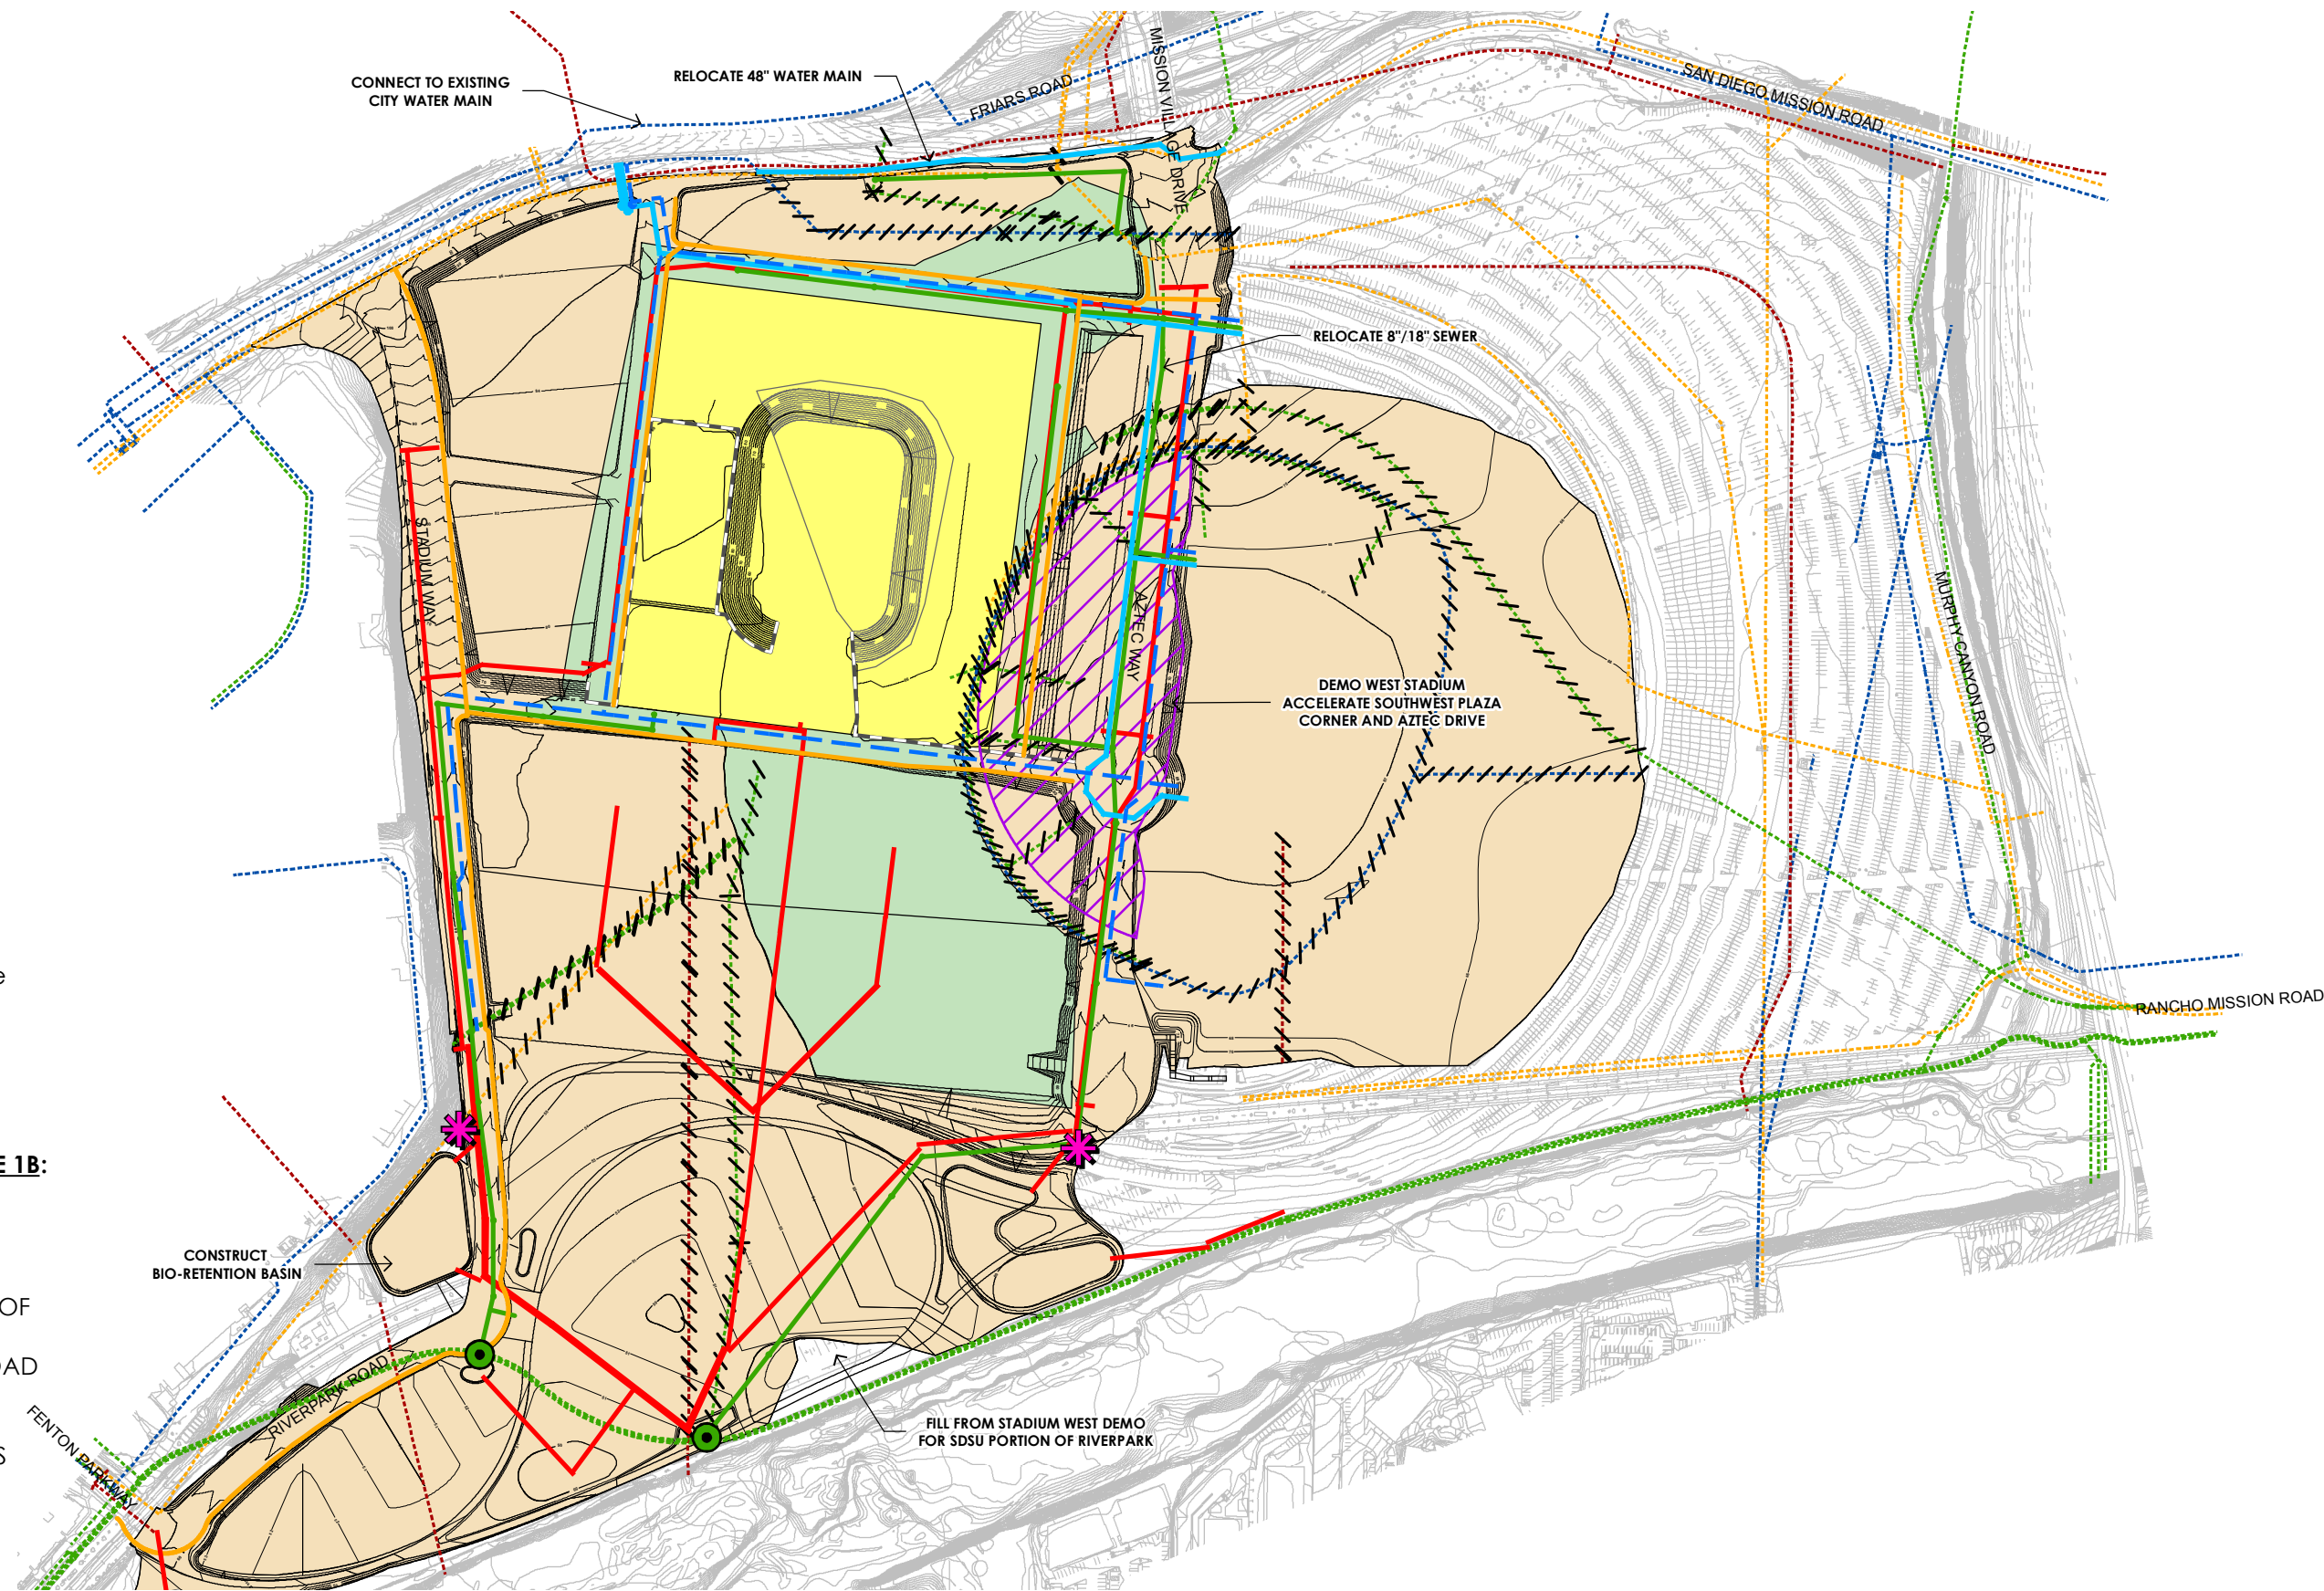 CONNECT TO EXISTING
CITY WATER MAIN
RELOCATE 48" WATER MAIN
FRIARS ROAD
MISSION VILLAGE DRIVE
SAN DIEGO MISSION ROAD
RELOCATE 8"/18" SEWER
STADIUM WAY
AZTEC WAY
MURPHY CANYON ROAD
DEMO WEST STADIUM
ACCELERATE SOUTHWEST PLAZA
CORNER AND AZTEC DRIVE
e
RANCHO MISSION ROAD
E 1B:
CONSTRUCT
BIO-RETENTION BASIN
OF
OAD
RIVERPARK ROAD
FENTON PARKWAY
S
FILL FROM STADIUM WEST DEMO
FOR SDSU PORTION OF RIVERPARK